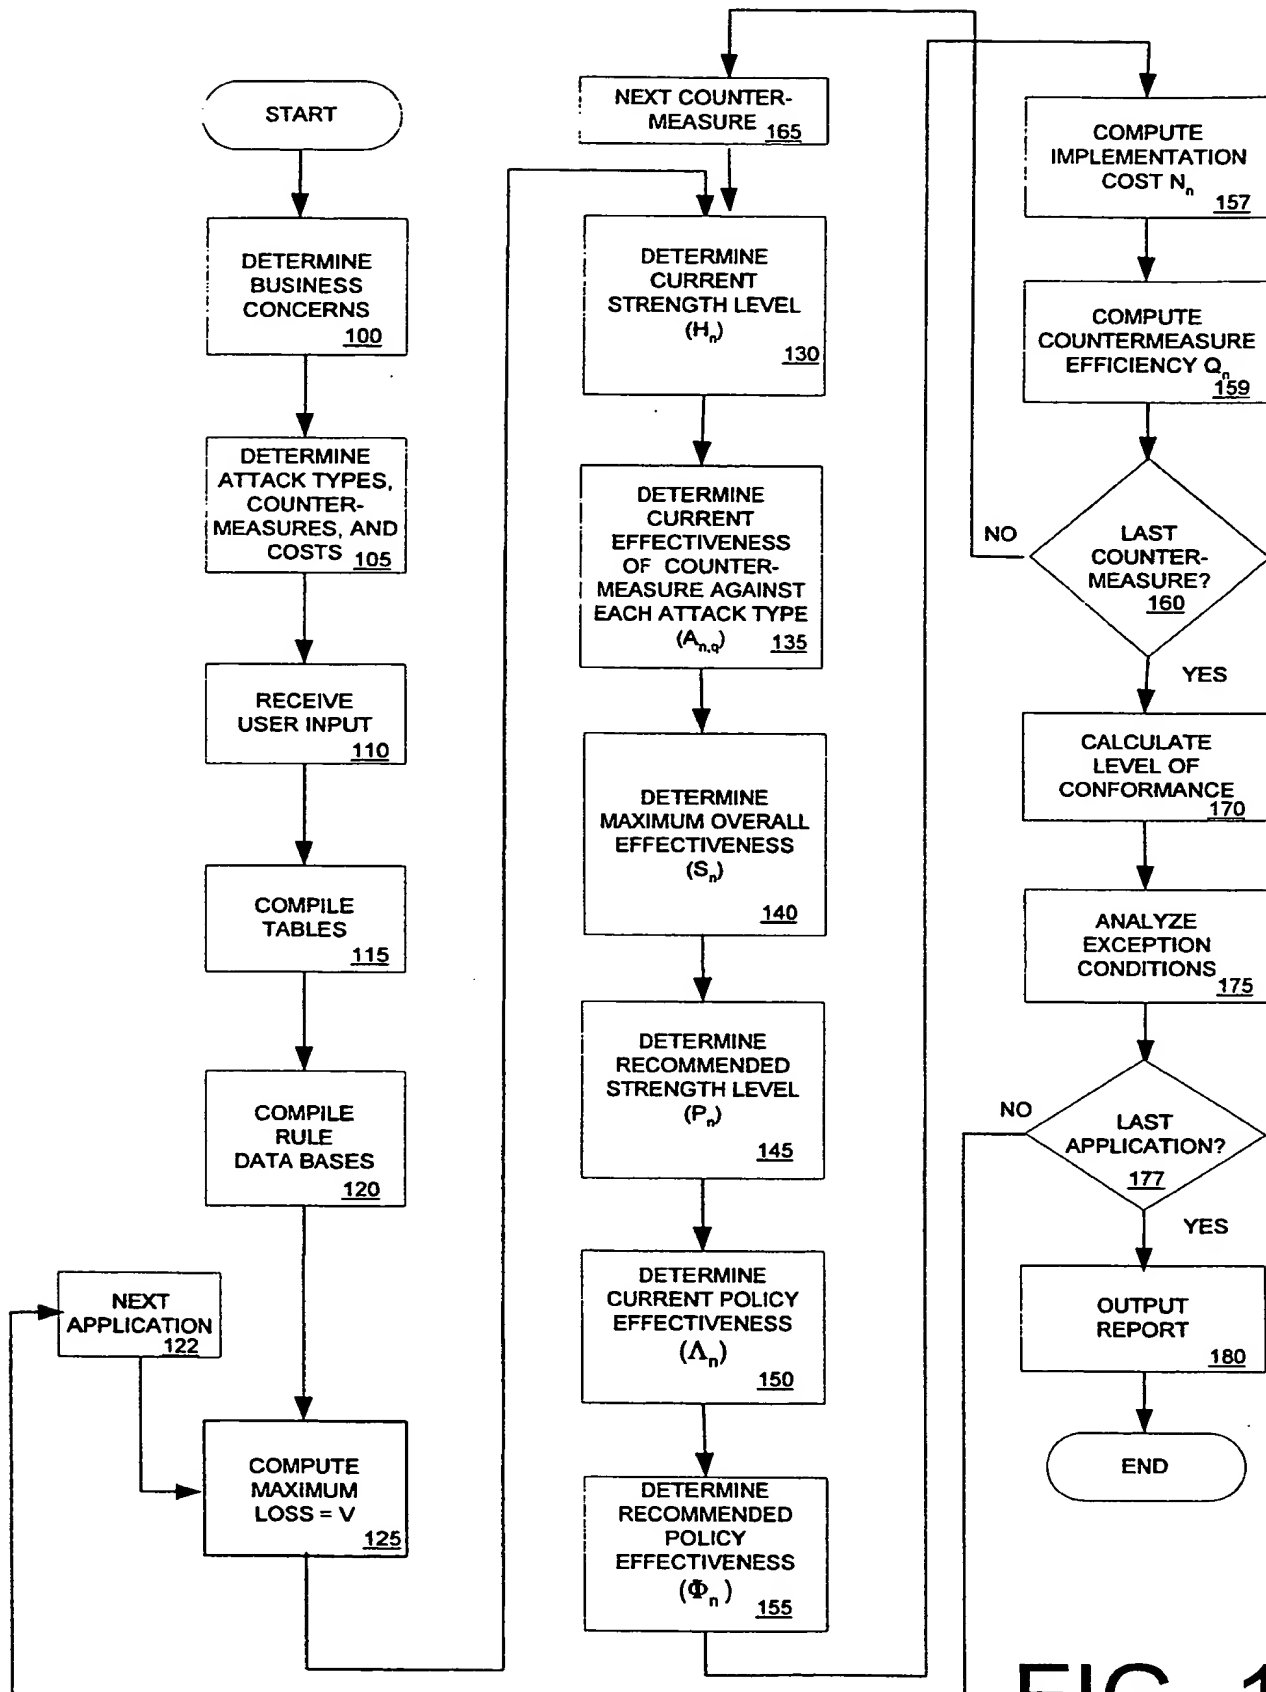 START
DETERMINE
BUSINESS
CONCERNS
100
DETERMINE
ATTACK TYPES,
COUNTER-
MEASURES, AND
COSTS 105
RECEIVE
USER INPUT
110
COMPILE
TABLES
115
COMPILE
RULE
DATA BASES
120
NEXT
APPLICATION
122
COMPUTE
MAXIMUM
LOSS = V
125
NEXT COUNTER-
MEASURE 165
DETERMINE
CURRENT
STRENGTH LEVEL
(Hn)
130
DETERMINE
CURRENT
EFFECTIVENESS
OF COUNTER-
MEASURE AGAINST
EACH ATTACK TYPE
(An,q) 135
DETERMINE
MAXIMUM OVERALL
EFFECTIVENESS
(Sn)
140
DETERMINE
RECOMMENDED
STRENGTH LEVEL
(Pn)
145
DETERMINE
CURRENT POLICY
EFFECTIVENESS
(Λn)
150
DETERMINE
RECOMMENDED
POLICY
EFFECTIVENESS
(Φn)
155
COMPUTE
IMPLEMENTATION
COST Nn
157
COMPUTE
COUNTERMEASURE
EFFICIENCY Qn
159
NO
LAST
COUNTER-
MEASURE?
160
YES
CALCULATE
LEVEL OF
CONFORMANCE
170
ANALYZE
EXCEPTION
CONDITIONS
175
NO
LAST
APPLICATION?
177
YES
OUTPUT
REPORT
180
END
FIG. 1